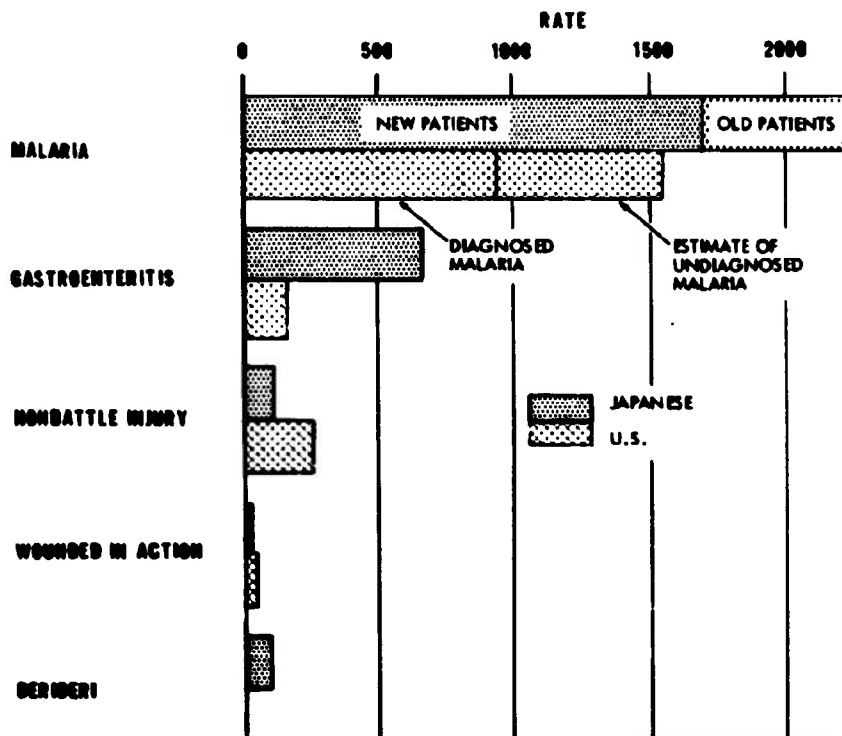 RATE
0 500 1000 1500 2000
MALARIA
NEW PATIENTS
OLD PATIENTS
DIAGNOSED
MALARIA
ESTIMATE OF
UNDIAGNOSED
MALARIA
GASTROENTERITIS
NONBATTLE INJURY
JAPANESE
U.S.
WOUNDED IN ACTION
BERIBERI